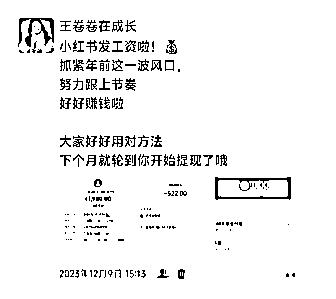 王卷卷在成长
小红书发工资啦！💰
抓紧年前这一波风口，
努力跟上节奏
好好赚钱啦
大家好好用对方法
下个月就轮到你开始提现了哦
-522.00
2023年12月9日 15:13